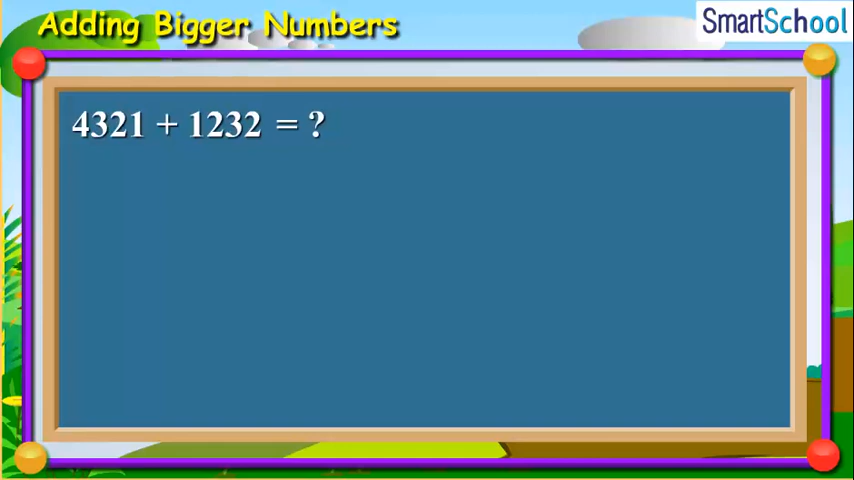 Adding Bigger Numbers
SmartSchool
4321 + 1232 = ?